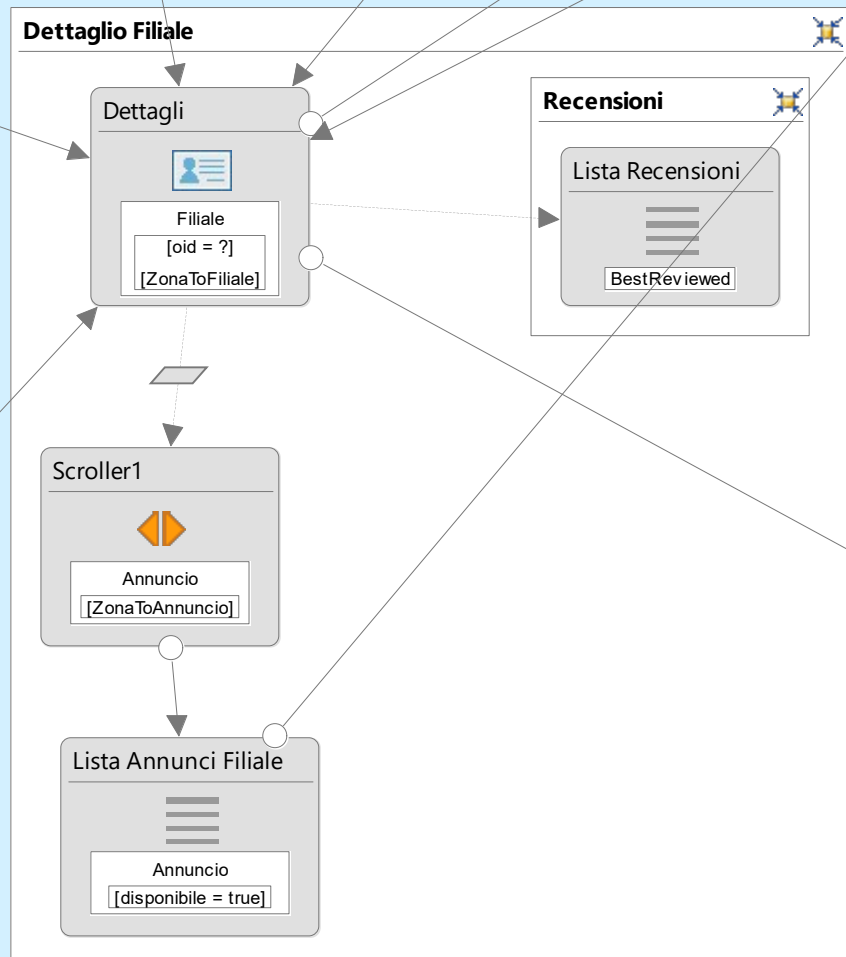 Dettaglio Filiale
Dettagli
Filiale
[oid = ?]
[ZonaToFiliale]
Recensioni
Lista Recensioni
BestReviewed
Scroller1
Annuncio
[ZonaToAnnuncio]
Lista Annunci Filiale
Annuncio
[disponibile = true]